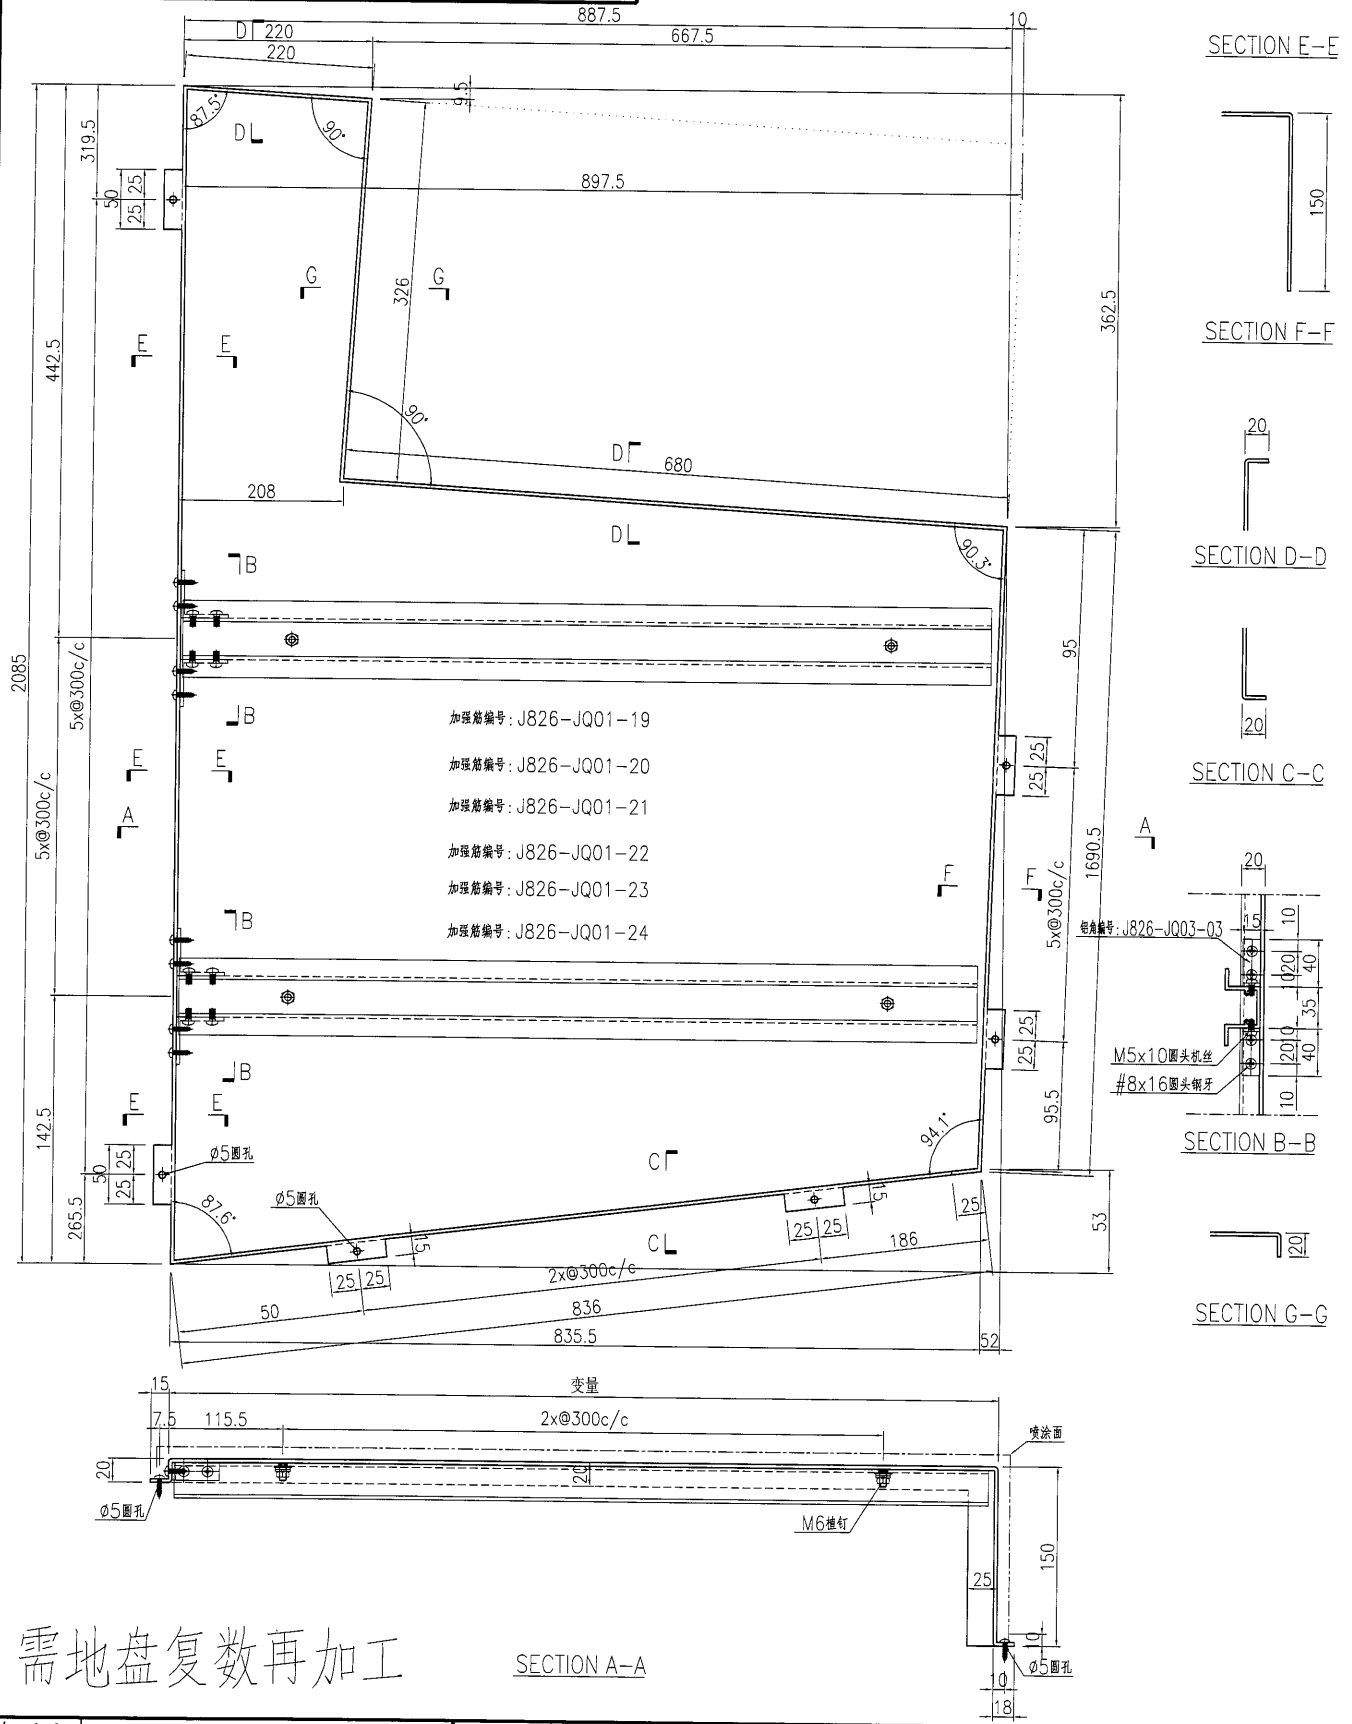 887.5
10
D 220
667.5
220
SECTION E-E
9.5
87.5°
90°
D
319.5
50
25 25
897.5
150
G
G
326
362.5
442.5
E
E
SECTION F-F
90°
20
D
680
208
D
90.3°
SECTION D-D
B
2085
5x@300c/c
95
20
B
加强筋编号:J826-JQ01-19
加强筋编号:J826-JQ01-20
加强筋编号:J826-JQ01-21
加强筋编号:J826-JQ01-22
加强筋编号:J826-JQ01-23
加强筋编号:J826-JQ01-24
E
E
25
25
SECTION C-C
5x@300c/c
A
A
1690.5
5x@300c/c
F
F
20
B
15
10
铝角编号:J826-JQ03-03
1020
40
35
2010
40
10
M5x10圆头机丝
#8x16圆头钢牙
25
25
B
SECTION B-B
E
E
142.5
95.5
94.1°
50
25 25
Ø5圆孔
C
265.5
87.6°
Ø5圆孔
15
25
25 25
15
186
53
C
20
25 25
2x@300c/c
50
836
835.5
52
SECTION G-G
15
变量
7.5
115.5
2x@300c/c
喷涂面
20
20
Ø5圆孔
M6植钉
150
25
10
Ø5圆孔
10
18
需地盘复数再加工
SECTION A-A